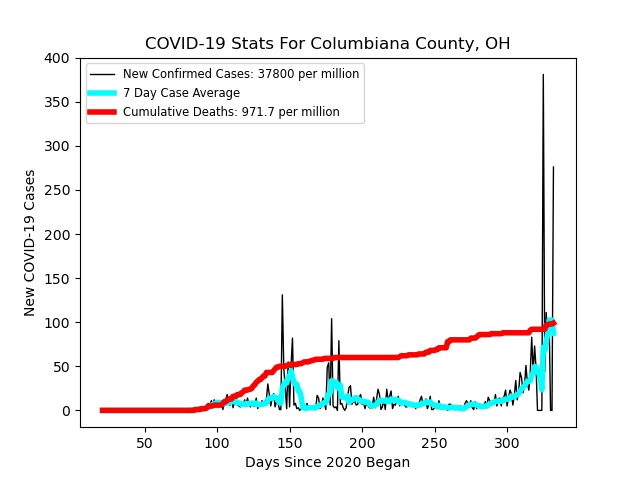 COVID-19 Stats For Columbiana County, OH
New Confirmed Cases: 37800 per million
7 Day Case Average
Cumulative Deaths: 971.7 per million
400
350
300
250
200
150
100
50
0
New COVID-19 Cases
50 100 150 200 250 300
Days Since 2020 Began